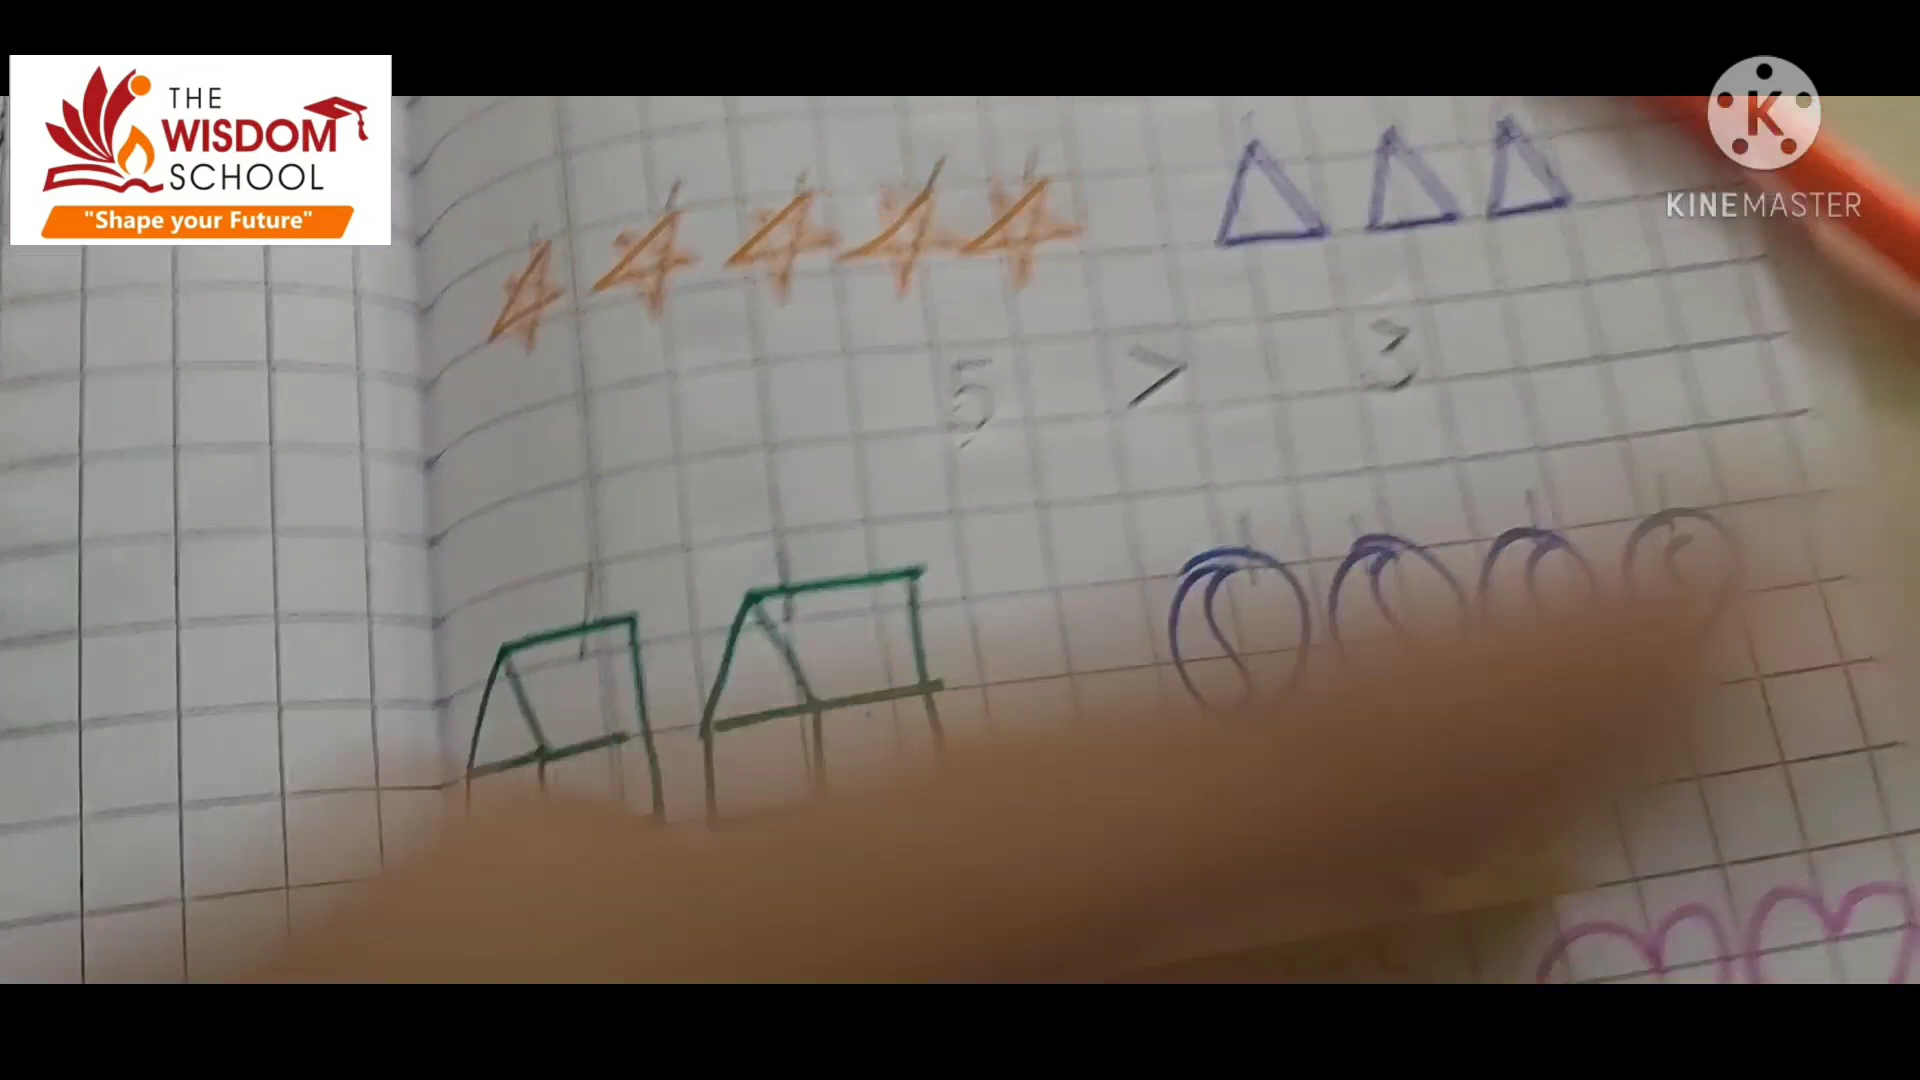 THE
WISDOM
SCHOOL
"Shape your Future"
K
KINEMASTER
5 > 3